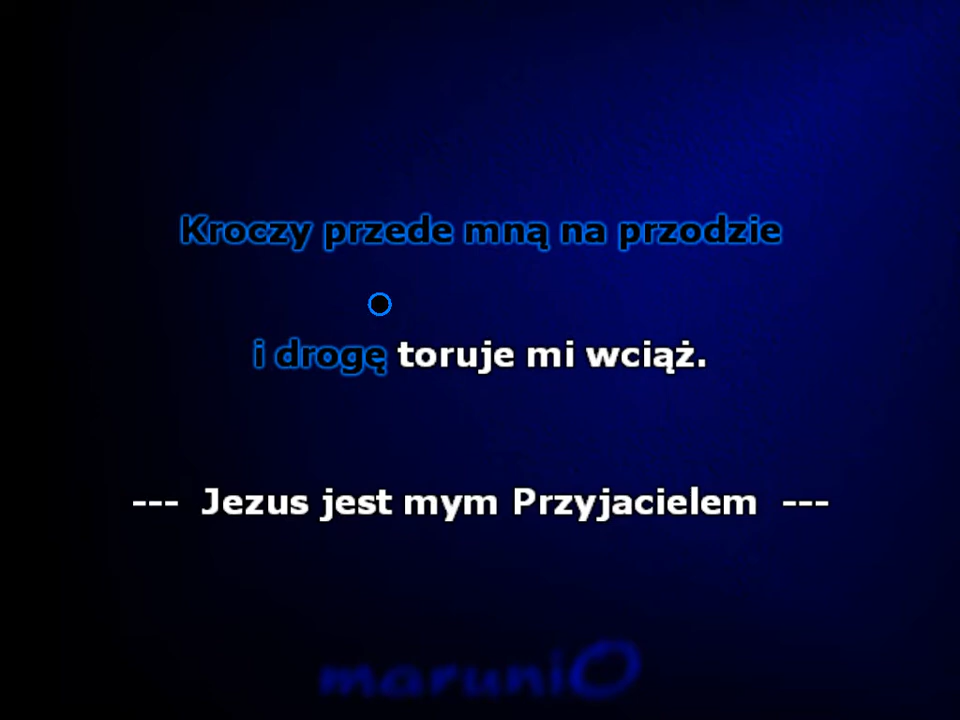 Kroczy przede mną na przodzie
i drogę toruje mi wciąż.
--- Jezus jest mym Przyjacielem ---
maruniO